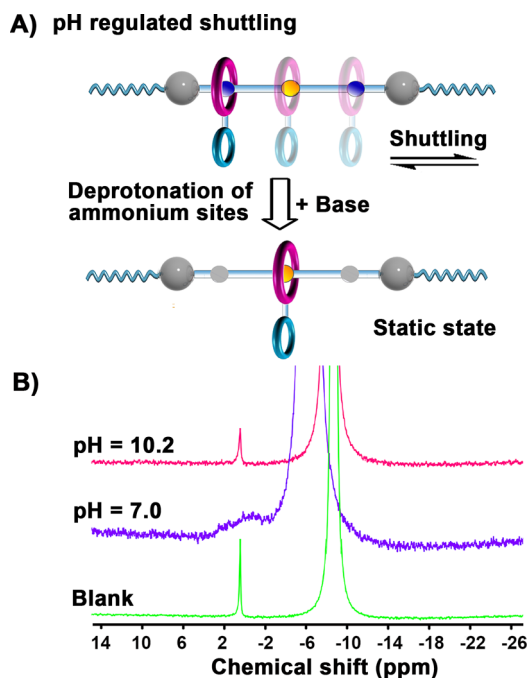 A) pH regulated shuttling
Shuttling
Deprotonation of
ammonium sites
+ Base
Static state
B)
pH = 10.2
pH = 7.0
Blank
14 10 6 2 -2 -6 -10 -14 -18 -22 -26
Chemical shift (ppm)